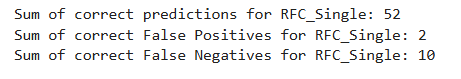 Sum of correct predictions for RFC_Single: 52
Sum of correct False Positives for RFC_Single: 2
Sum of correct False Negatives for RFC_Single: 10